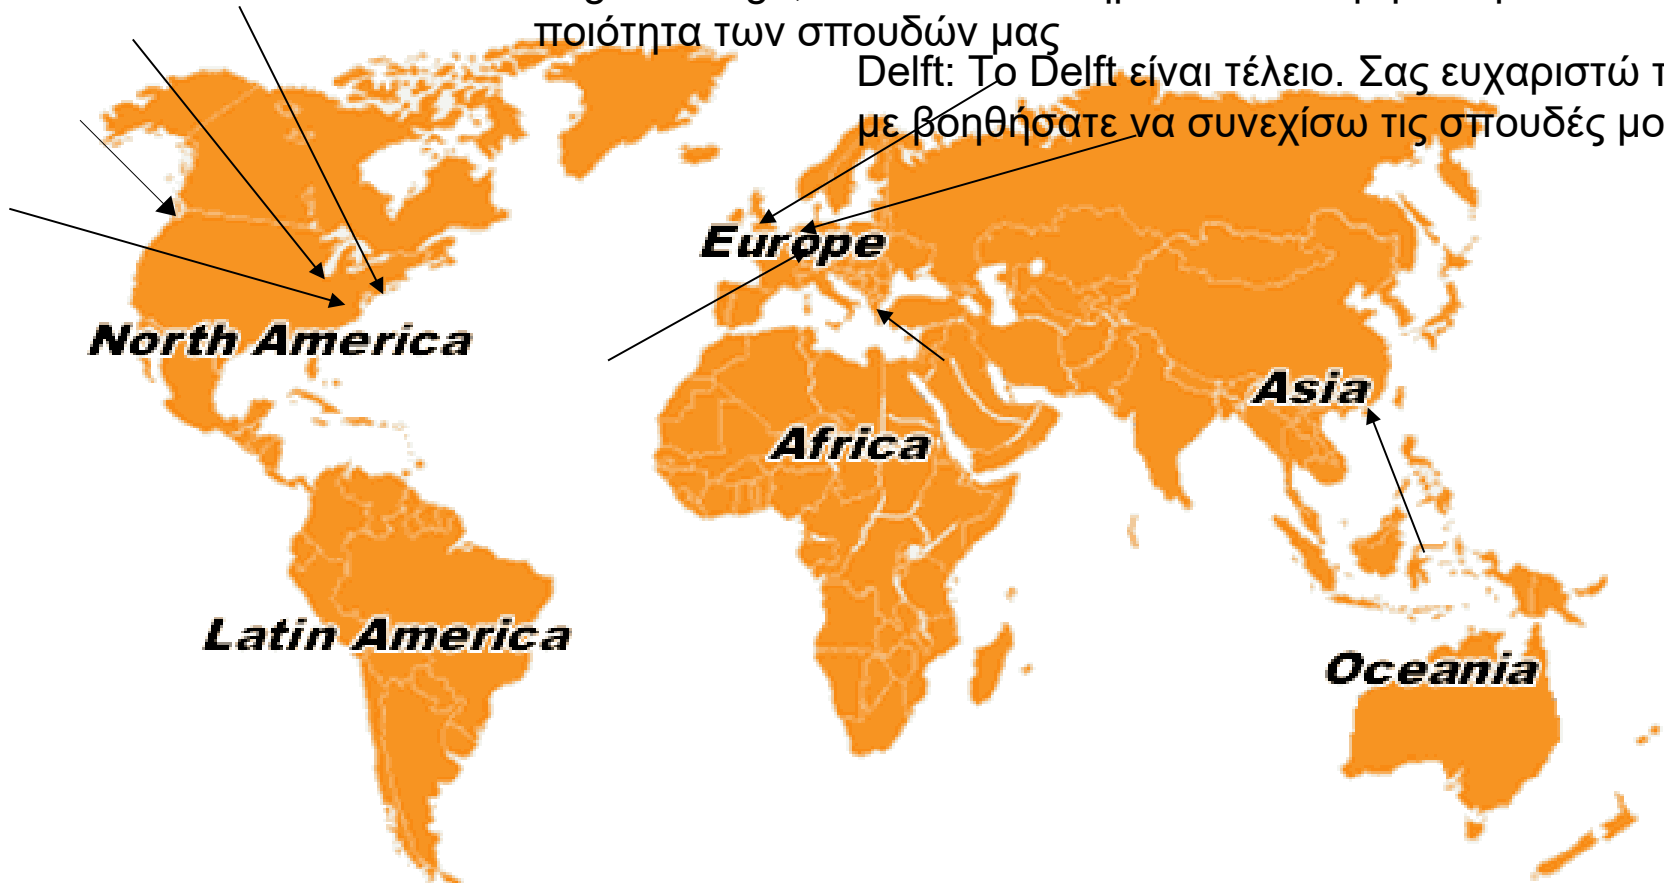 ποιότητα των σπουδών μας
Delft: Το Delft είναι τέλειο. Σας ευχαριστώ
με βοηθήσατε να συνεχίσω τις σπουδές
Europe
North America
Asia
Africa
Latin America
Oceania